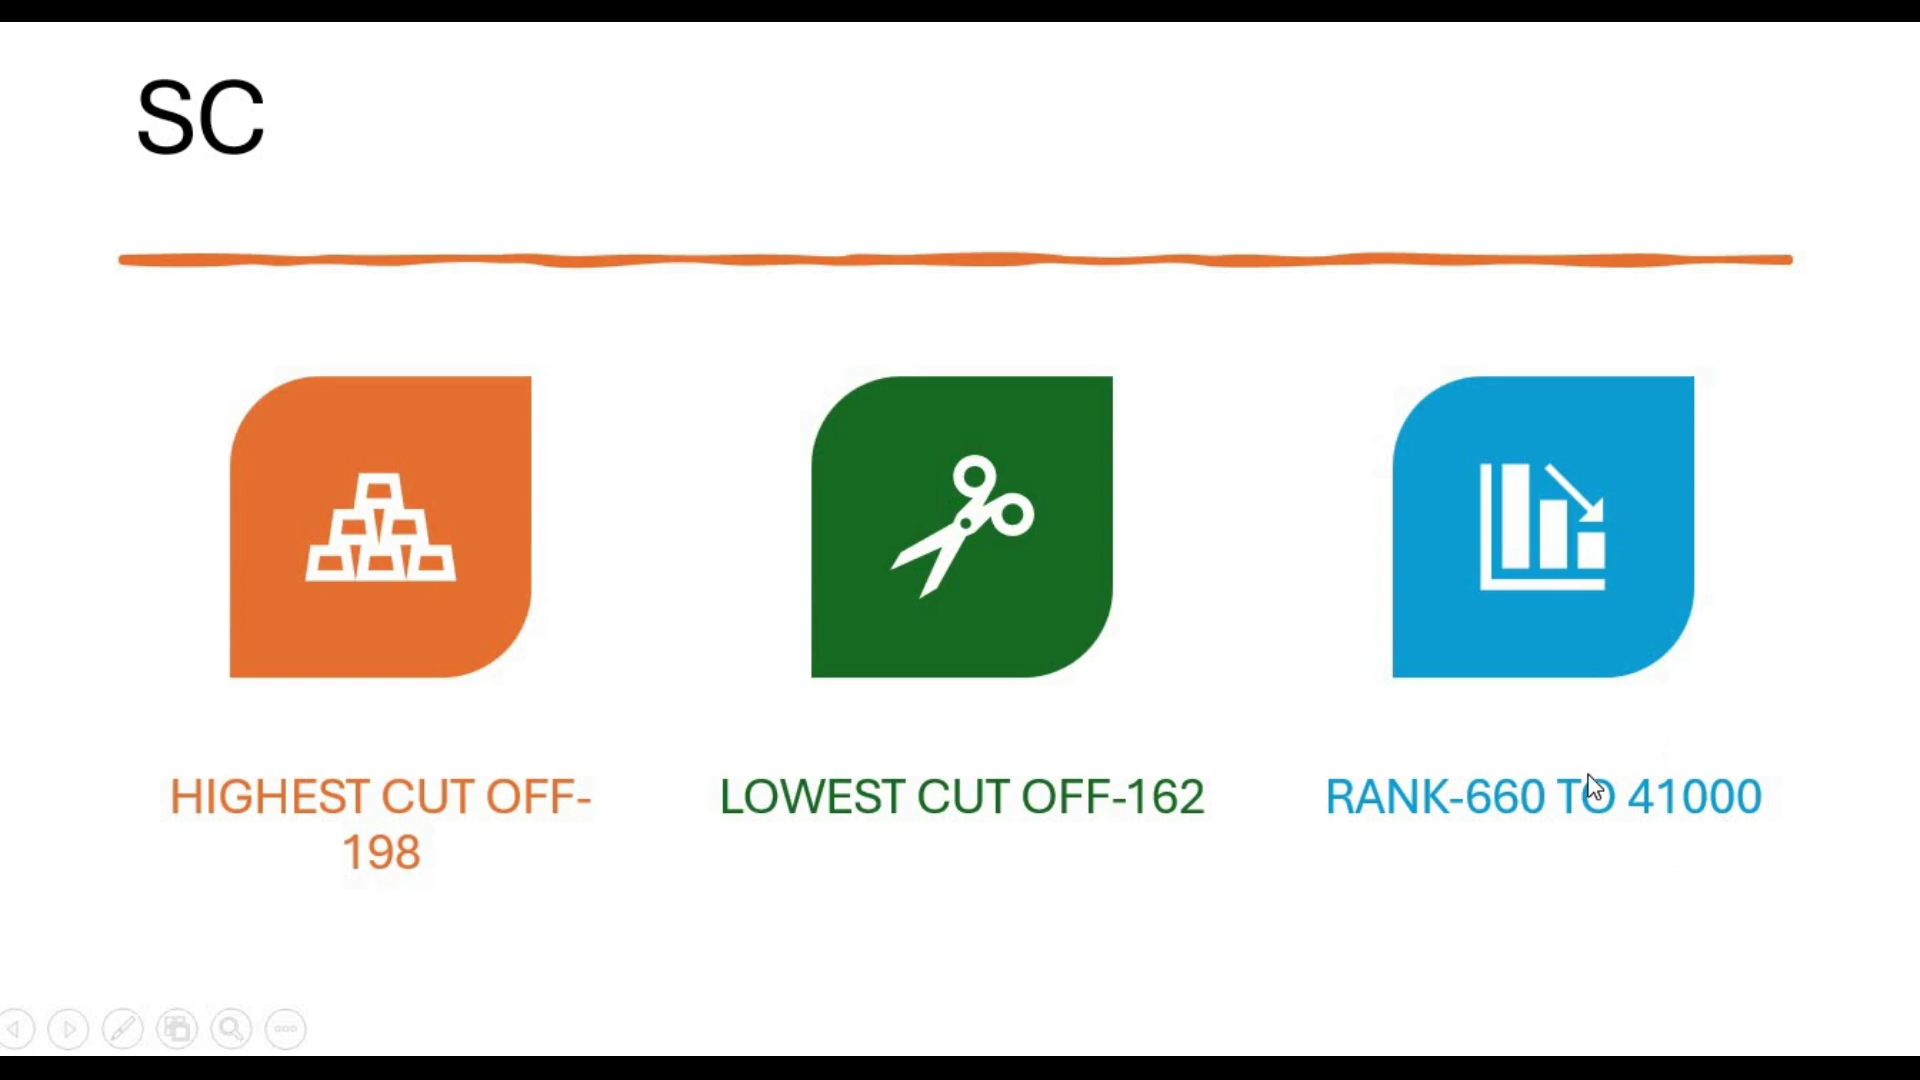 SC
HIGHEST CUT OFF-
198
LOWEST CUT OFF-162
RANK-660 TO 41000